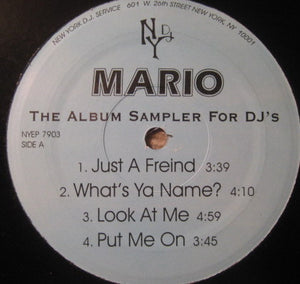 NEW YORK D.J. SERVICE 601 W. 26th STREET NEW YORK, NY, 10001
NY DJ
MARIO
THE ALBUM SAMPLER FOR DJ'S
NYEP 7903
SIDE A
1. Just A Freind 3:39
2. What's Ya Name? 4:10
3. Look At Me 4:59
4. Put Me On 3:45